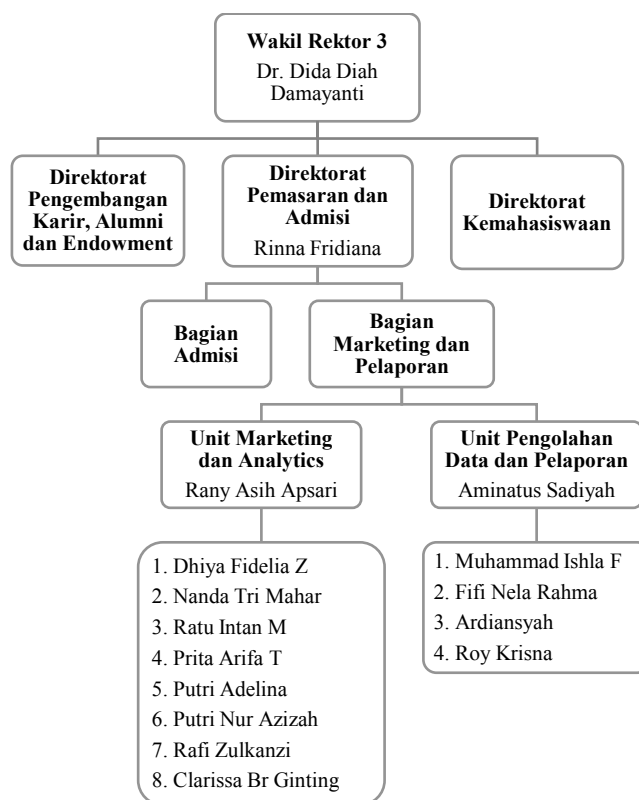 Wakil Rektor 3
Dr. Dida Diah
Damayanti
Direktorat
Pengembangan
Karir, Alumni
dan Endowment
Direktorat
Pemasaran dan
Admisi
Rinna Fridiana
Direktorat
Kemahasiswaan
Bagian
Admisi
Bagian
Marketing dan
Pelaporan
Unit Marketing
dan Analytics
Rany Asih Apsari
Unit Pengolahan
Data dan Pelaporan
Aminatus Sadiyah
1. Dhiya Fidelia Z
2. Nanda Tri Mahar
3. Ratu Intan M
4. Prita Arifa T
5. Putri Adelina
6. Putri Nur Azizah
7. Rafi Zulkanzi
8. Clarissa Br Ginting
1. Muhammad Ishla F
2. Fifi Nela Rahma
3. Ardiansyah
4. Roy Krisna